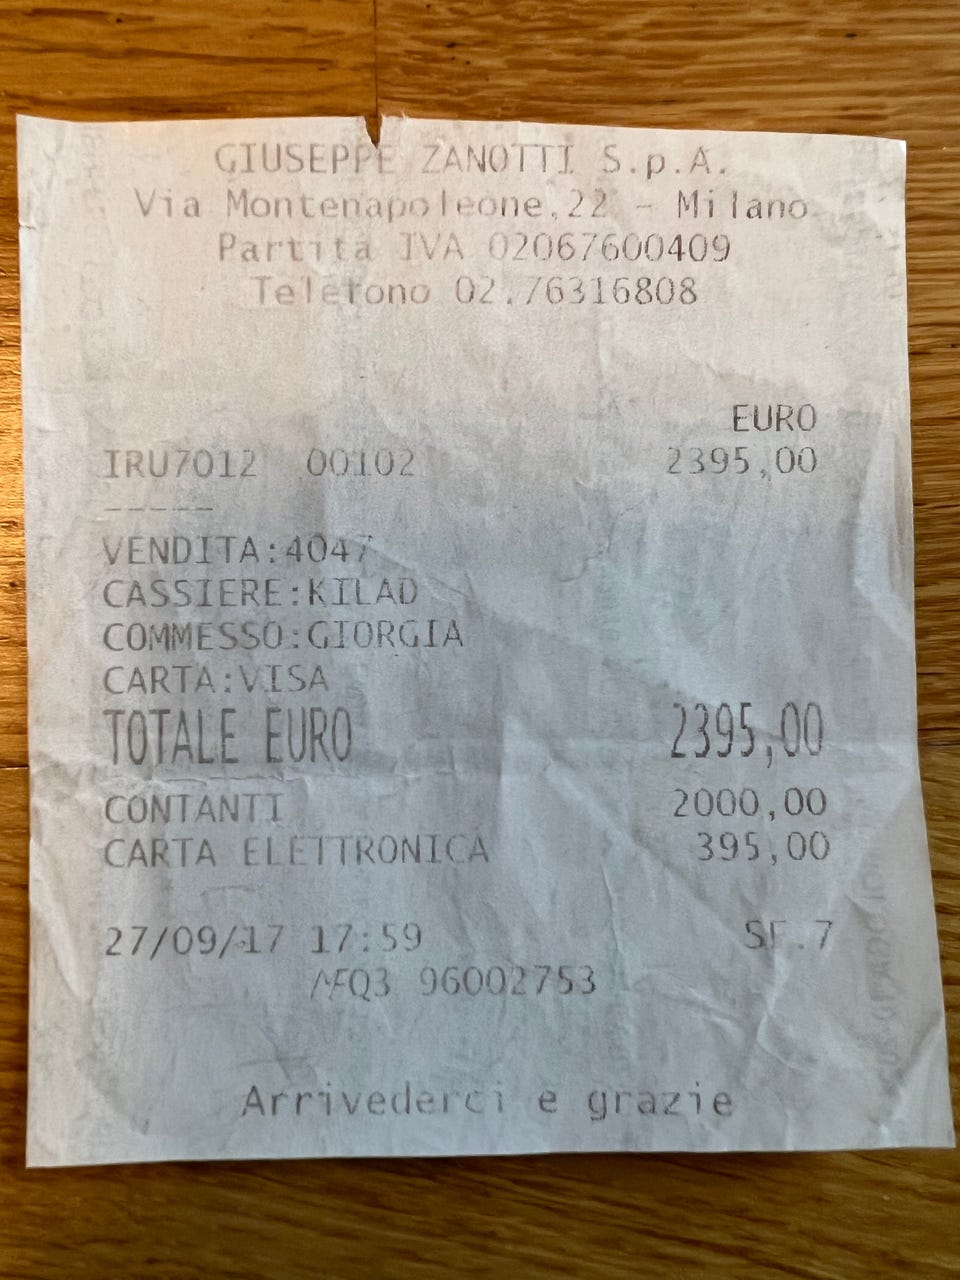 GIUSEPPE ZANOTTI S.p.A.
Via Montenapoleone,22 - Milano
Partita IVA 02067600409
Telefono 02.76316808
EURO
IRU7012 00102 2395,00
-----
VENDITA:4047
CASSIERE:KILAD
COMMESSO:GIORGIA
CARTA:VISA
TOTALE EURO 2395,00
CONTANTI 2000,00
CARTA ELETTRONICA 395,00
27/09/17 17:59 SF.7
96002753
Arrivederci e grazie